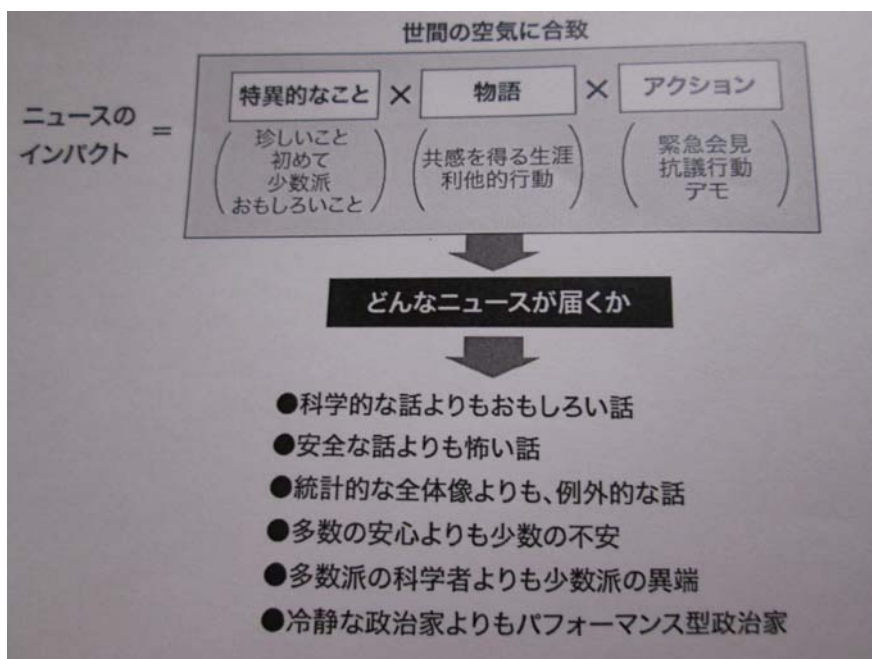 世間の空気に合致
ニュースの
インパクト
=
特異的なこと × 物語 × アクション
(珍しいこと
初めて
少数派
おもしろいこと)
(共感を得る生涯
利他的行動)
(緊急会見
抗議行動
デモ)
どんなニュースが届くか
●科学的な話よりもおもしろい話
●安全な話よりも怖い話
●統計的な全体像よりも、例外的な話
●多数の安心よりも少数の不安
●多数派の科学者よりも少数派の異端
●冷静な政治家よりもパフォーマンス型政治家